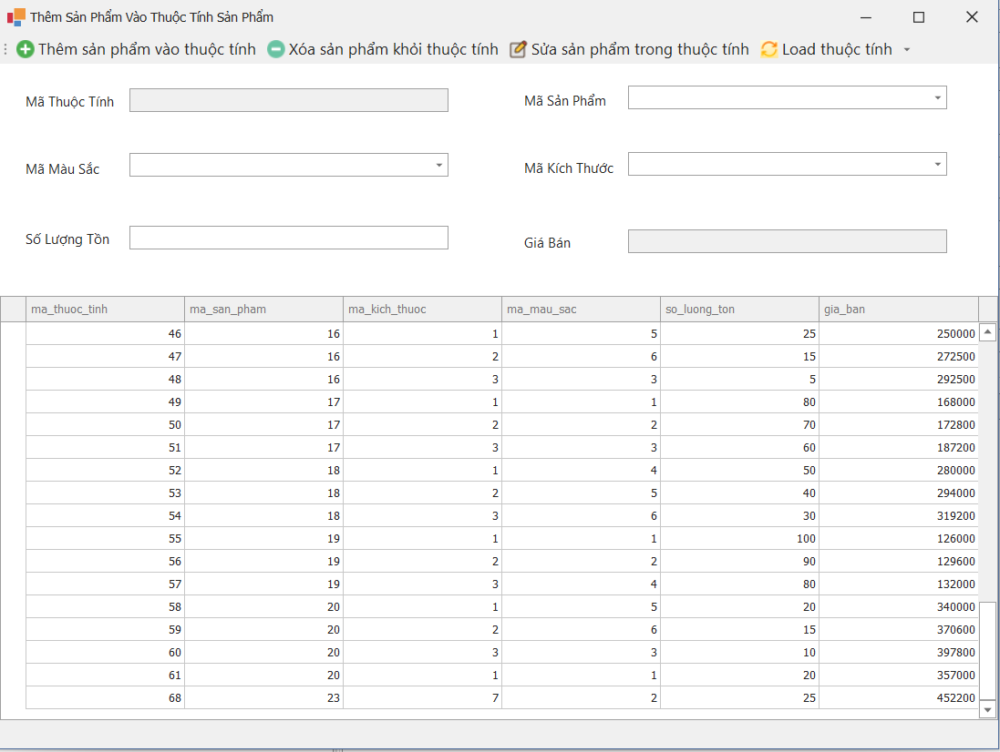 Thêm Sản Phẩm Vào Thuộc Tính Sản Phẩm
Thêm sản phẩm vào thuộc tính Xóa sản phẩm khỏi thuộc tính Sửa sản phẩm trong thuộc tính Load thuộc tính
Mã Thuộc Tính Mã Sản Phẩm
Mã Màu Sắc Mã Kích Thước
Số Lượng Tồn Giá Bán
ma_thuoc_tinh ma_san_pham ma_kich_thuoc ma_mau_sac so_luong_ton gia_ban
46 16 1 5 25 250000
47 16 2 6 15 272500
48 16 3 3 5 292500
49 17 1 1 80 168000
50 17 2 2 70 172800
51 17 3 3 60 187200
52 18 1 4 50 280000
53 18 2 5 40 294000
54 18 3 6 30 319200
55 19 1 1 100 126000
56 19 2 2 90 129600
57 19 3 4 80 132000
58 20 1 5 20 340000
59 20 2 6 15 370600
60 20 3 3 10 397800
61 20 1 1 20 357000
68 23 7 2 25 452200